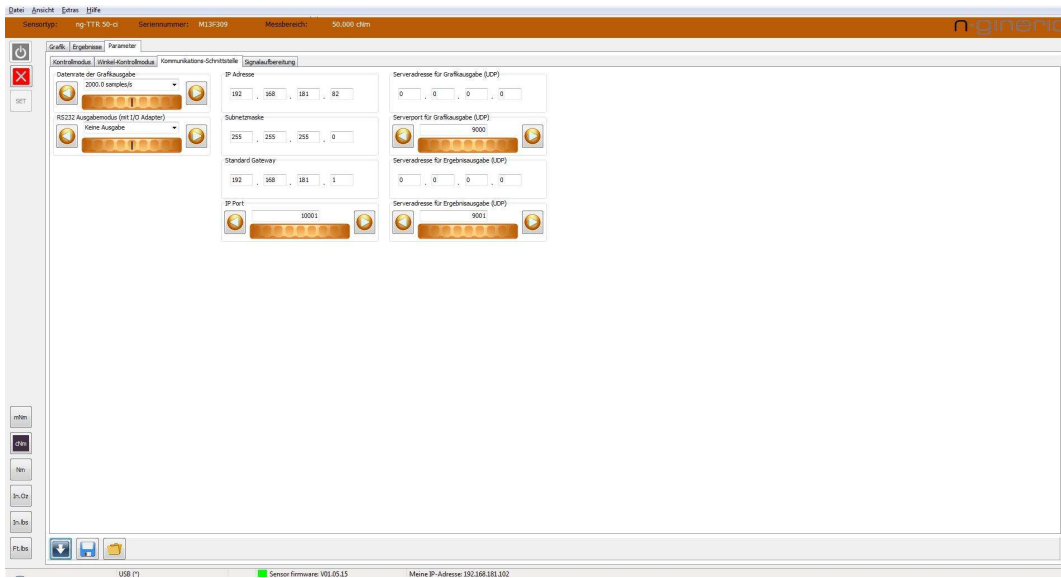 Datei Ansicht Extras Hilfe
Sensortyp: ng-TTR 50-ci Seriennummer: M13F309 Messbereich: 50.000 cNm
n-gineric
Grafik Ergebnisse Parameter
Kontrollmodus Winkel-Kontrollmodus Kommunikations-Schnittstelle Signalaufbereitung
SET
Datenrate der Grafikausgabe
2000.0 samples/s
RS232 Ausgabemodus (mit I/O Adapter)
Keine Ausgabe
IP Adresse
192 . 168 . 181 . 82
Subnetzmaske
255 . 255 . 255 . 0
Standard Gateway
192 . 168 . 181 . 1
IP Port
10001
Serveradresse für Grafikausgabe (UDP)
0 . 0 . 0 . 0
Serverport für Grafikausgabe (UDP)
9000
Serveradresse für Ergebnisausgabe (UDP)
0 . 0 . 0 . 0
Serveradresse für Ergebnisausgabe (UDP)
9001
mNm
cNm
Nm
In.Oz
In.lbs
Ft.lbs
USB (*) Sensor firmware: V01.05.15 Meine IP-Adresse: 192.168.181.102